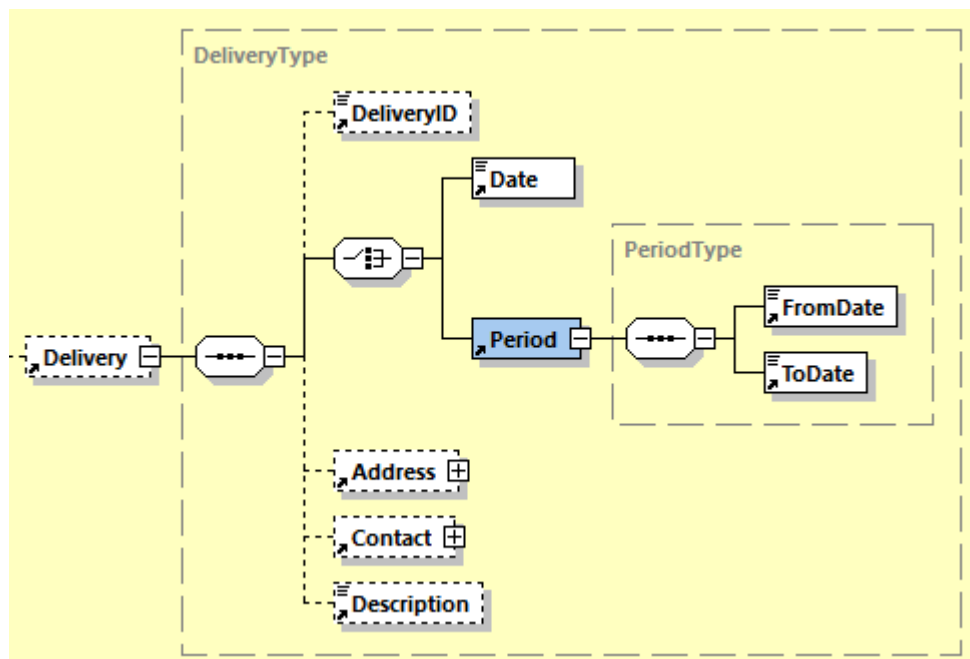 DeliveryType
DeliveryID
Date
PeriodType
FromDate
Period
Delivery
ToDate
Address
Contact
Description